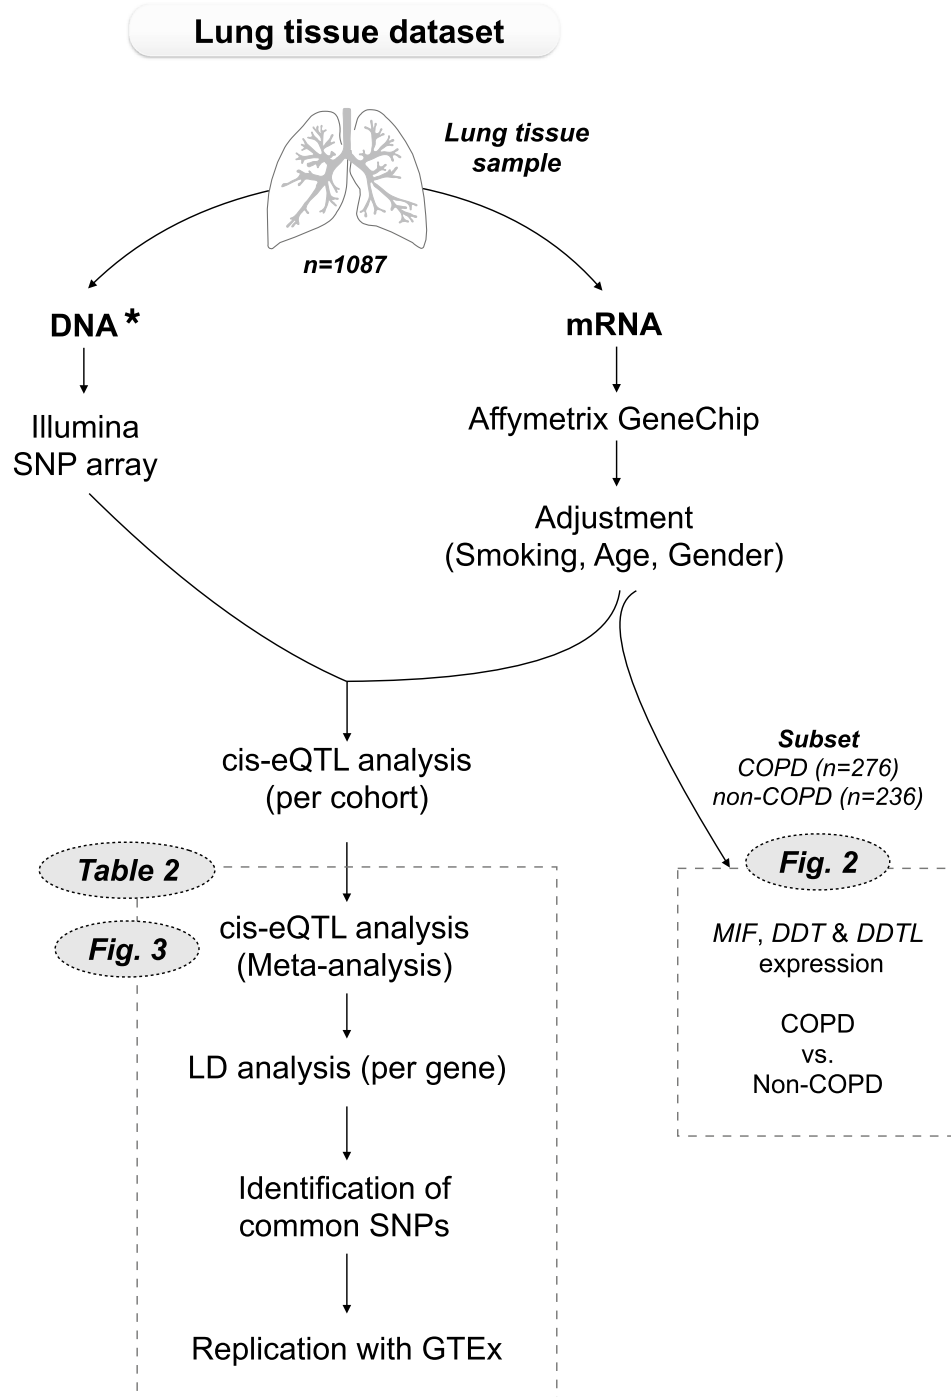 Lung tissue dataset
Lung tissue
sample
n=1087
DNA *
mRNA
Illumina
SNP array
Affymetrix GeneChip
Adjustment
(Smoking, Age, Gender)
cis-eQTL analysis
(per cohort)
Subset
COPD (n=276)
non-COPD (n=236)
Table 2
Fig. 3
cis-eQTL analysis
(Meta-analysis)
LD analysis (per gene)
Identification of
common SNPs
Replication with GTEx
Fig. 2
MIF, DDT & DDTL
expression
COPD
vs.
Non-COPD